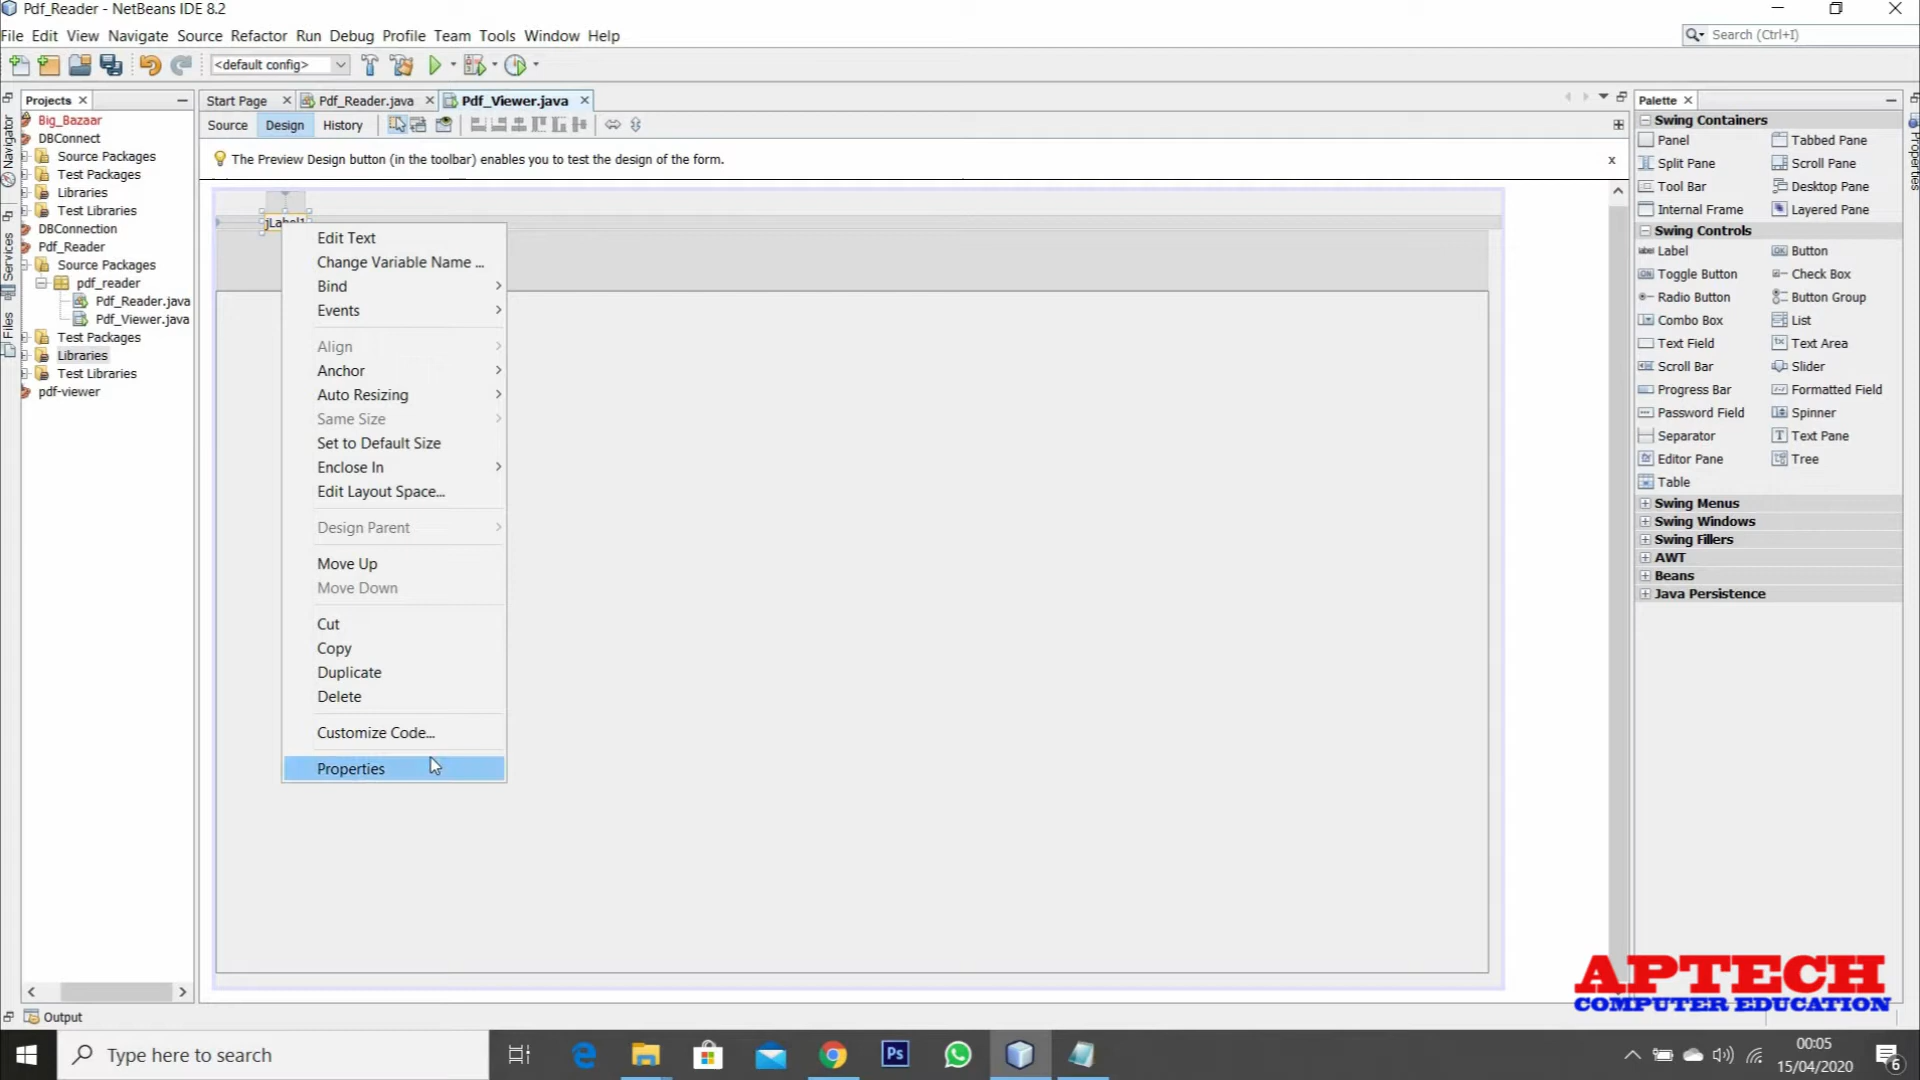 Pdf_Reader - NetBeans IDE 8.2
File Edit View Navigate Source Refactor Run Debug Profile Team Tools Window Help
Search (Ctrl+I)
<default config>
Projects
Start Page
Pdf_Reader.java
Pdf_Viewer.java
Palette
Source
Design
History
The Preview Design button (in the toolbar) enables you to test the design of the form.
x
Navigator
Services
Files
Properties
Big_Bazaar
DBConnect
Source Packages
Test Packages
Libraries
Test Libraries
DBConnection
Pdf_Reader
Source Packages
pdf_reader
Pdf_Reader.java
Pdf_Viewer.java
Test Packages
Libraries
Test Libraries
pdf-viewer
jLabel1
Edit Text
Change Variable Name ...
Bind
Events
Align
Anchor
Auto Resizing
Same Size
Set to Default Size
Enclose In
Edit Layout Space...
Design Parent
Move Up
Move Down
Cut
Copy
Duplicate
Delete
Customize Code...
Properties
Swing Containers
Panel
Tabbed Pane
Split Pane
Scroll Pane
Tool Bar
Desktop Pane
Internal Frame
Layered Pane
Swing Controls
Label
Button
Toggle Button
Check Box
Radio Button
Button Group
Combo Box
List
Text Field
Text Area
Scroll Bar
Slider
Progress Bar
Formatted Field
Password Field
Spinner
Separator
Text Pane
Editor Pane
Tree
Table
Swing Menus
Swing Windows
Swing Fillers
AWT
Beans
Java Persistence
APTECH
COMPUTER EDUCATION
Output
Type here to search
Ps
00:05
15/04/2020
6